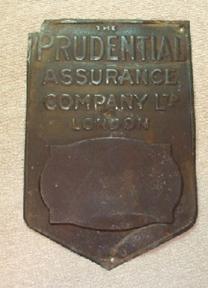 THE
PRUDENTIAL
ASSURANCE
COMPANY LTD
LONDON